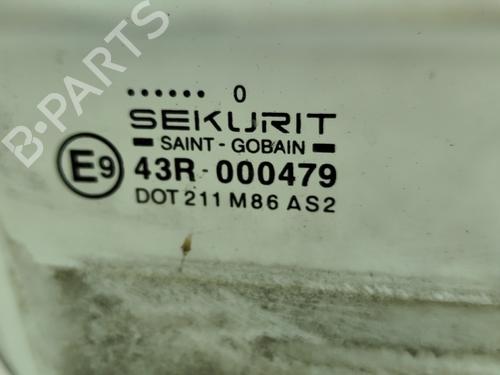 ...... 0
SEKURIT
SAINT - GOBAIN
E9 43R - 000479
DOT 211 M86 AS2
B-PARTS